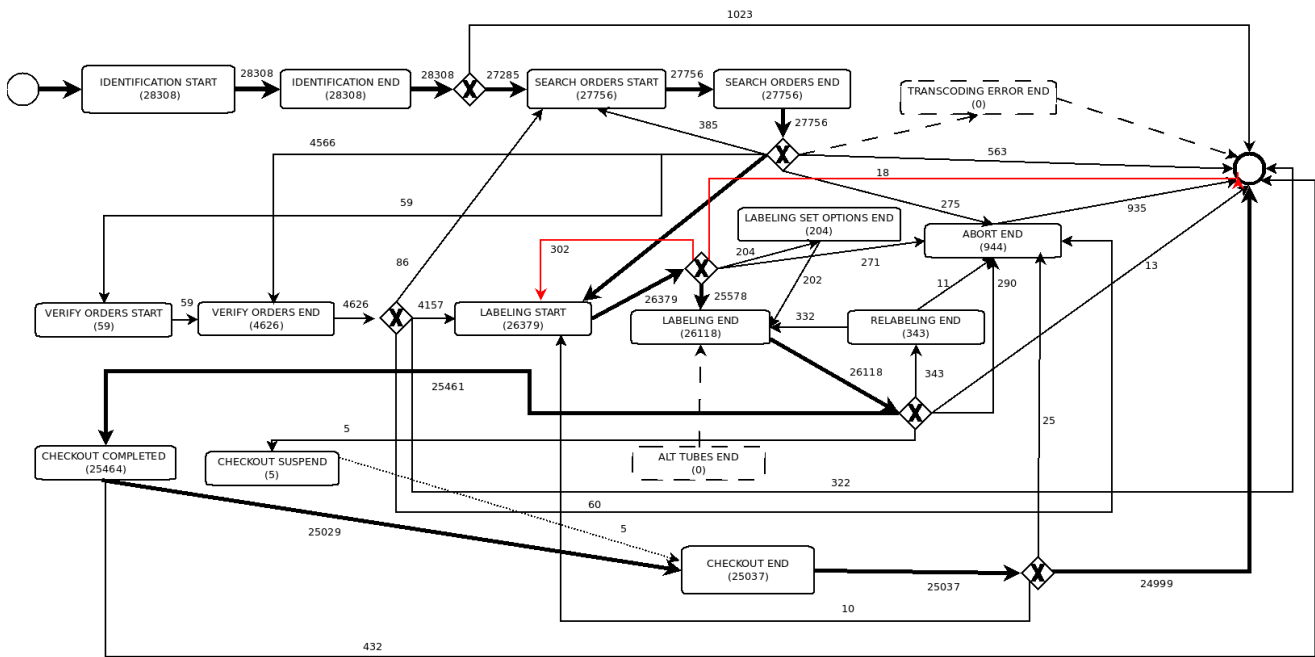 1023
IDENTIFICATION START
(28308)
28308
IDENTIFICATION END
(28308)
28308
X
27285
SEARCH ORDERS START
(27756)
27756
SEARCH ORDERS END
(27756)
27756
TRANSCODING ERROR END
(0)
385
4566
X
563
18
59
275
935
LABELING SET OPTIONS END
(204)
ABORT END
(944)
302
204
271
86
X
202
13
11
290
VERIFY ORDERS START
(59)
59
VERIFY ORDERS END
(4626)
4626
X
4157
LABELING START
(26379)
26379
25578
LABELING END
(26118)
332
RELABELING END
(343)
26118
343
25461
X
25
5
CHECKOUT COMPLETED
(25464)
CHECKOUT SUSPEND
(5)
ALT TUBES END
(0)
322
60
25029
5
CHECKOUT END
(25037)
25037
X
24999
10
432